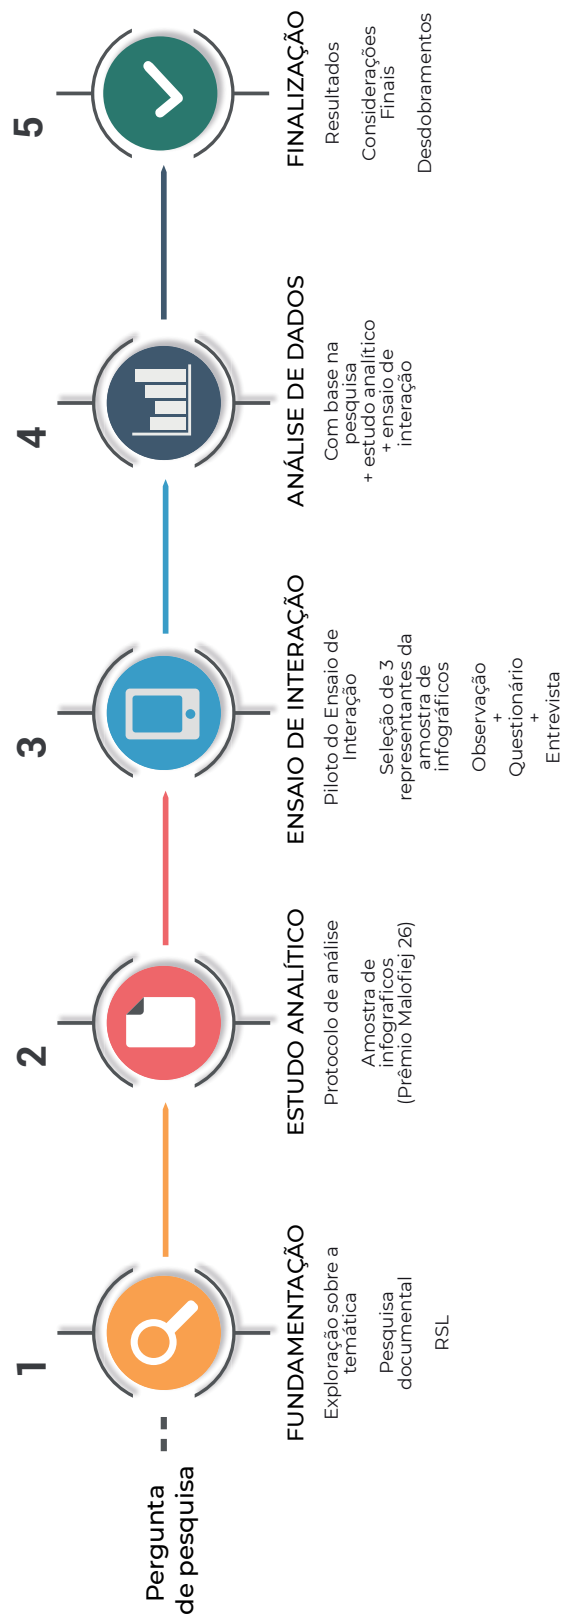 Pergunta
de pesquisa
1
FUNDAMENTAÇÃO
Exploração sobre a
temática
Pesquisa
documental
RSL
2
ESTUDO ANALÍTICO
Protocolo de análise
Amostra de
infográficos
(Prêmio Malofiej 26)
3
ENSAIO DE INTERAÇÃO
Piloto do Ensaio de
Interação
Seleção de 3
representantes da
amostra de
infográficos
Observação
+
Questionário
+
Entrevista
4
ANÁLISE DE DADOS
Com base na
pesquisa
+ estudo analítico
+ ensaio de
interação
5
FINALIZAÇÃO
Resultados
Considerações
Finais
Desdobramentos